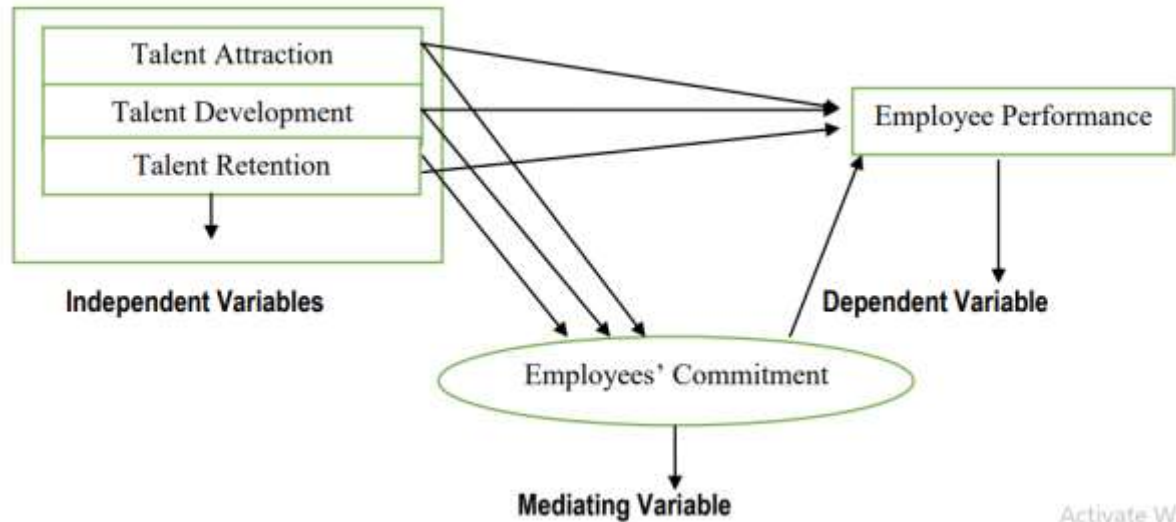 Talent Attraction
Talent Development
Employee Performance
Talent Retention
Independent Variables
Dependent Variable
Employees’ Commitment
Mediating Variable
Activate W